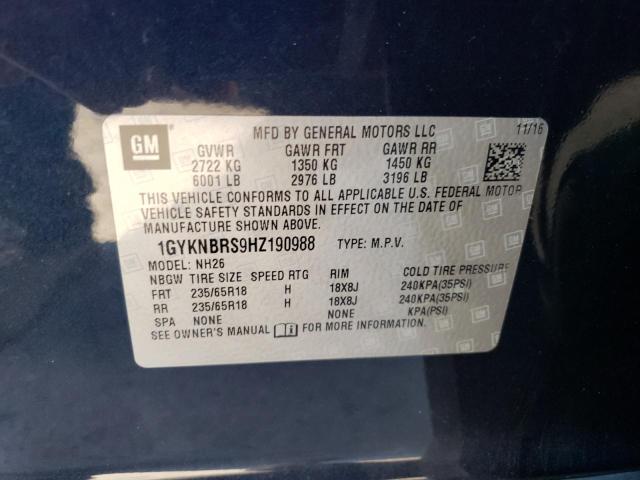 GM MFD BY GENERAL MOTORS LLC 11/16
GVWR GAWR FRT GAWR RR
2722 KG 1350 KG 1450 KG
6001 LB 2976 LB 3196 LB
THIS VEHICLE CONFORMS TO ALL APPLICABLE U.S. FEDERAL MOTOR
VEHICLE SAFETY STANDARDS IN EFFECT ON THE DATE OF
MANUFACTURE SHOWN ABOVE.
1GYKNBRS9HZ190988 TYPE: M.P.V.
MODEL: NH26
NBGW TIRE SIZE SPEED RTG RIM COLD TIRE PRESSURE
FRT 235/65R18 H 18X8J 240KPA(35PSI)
RR 235/65R18 H 18X8J 240KPA(35PSI)
SPA NONE NONE KPA(PSI)
SEE OWNER'S MANUAL FOR MORE INFORMATION.